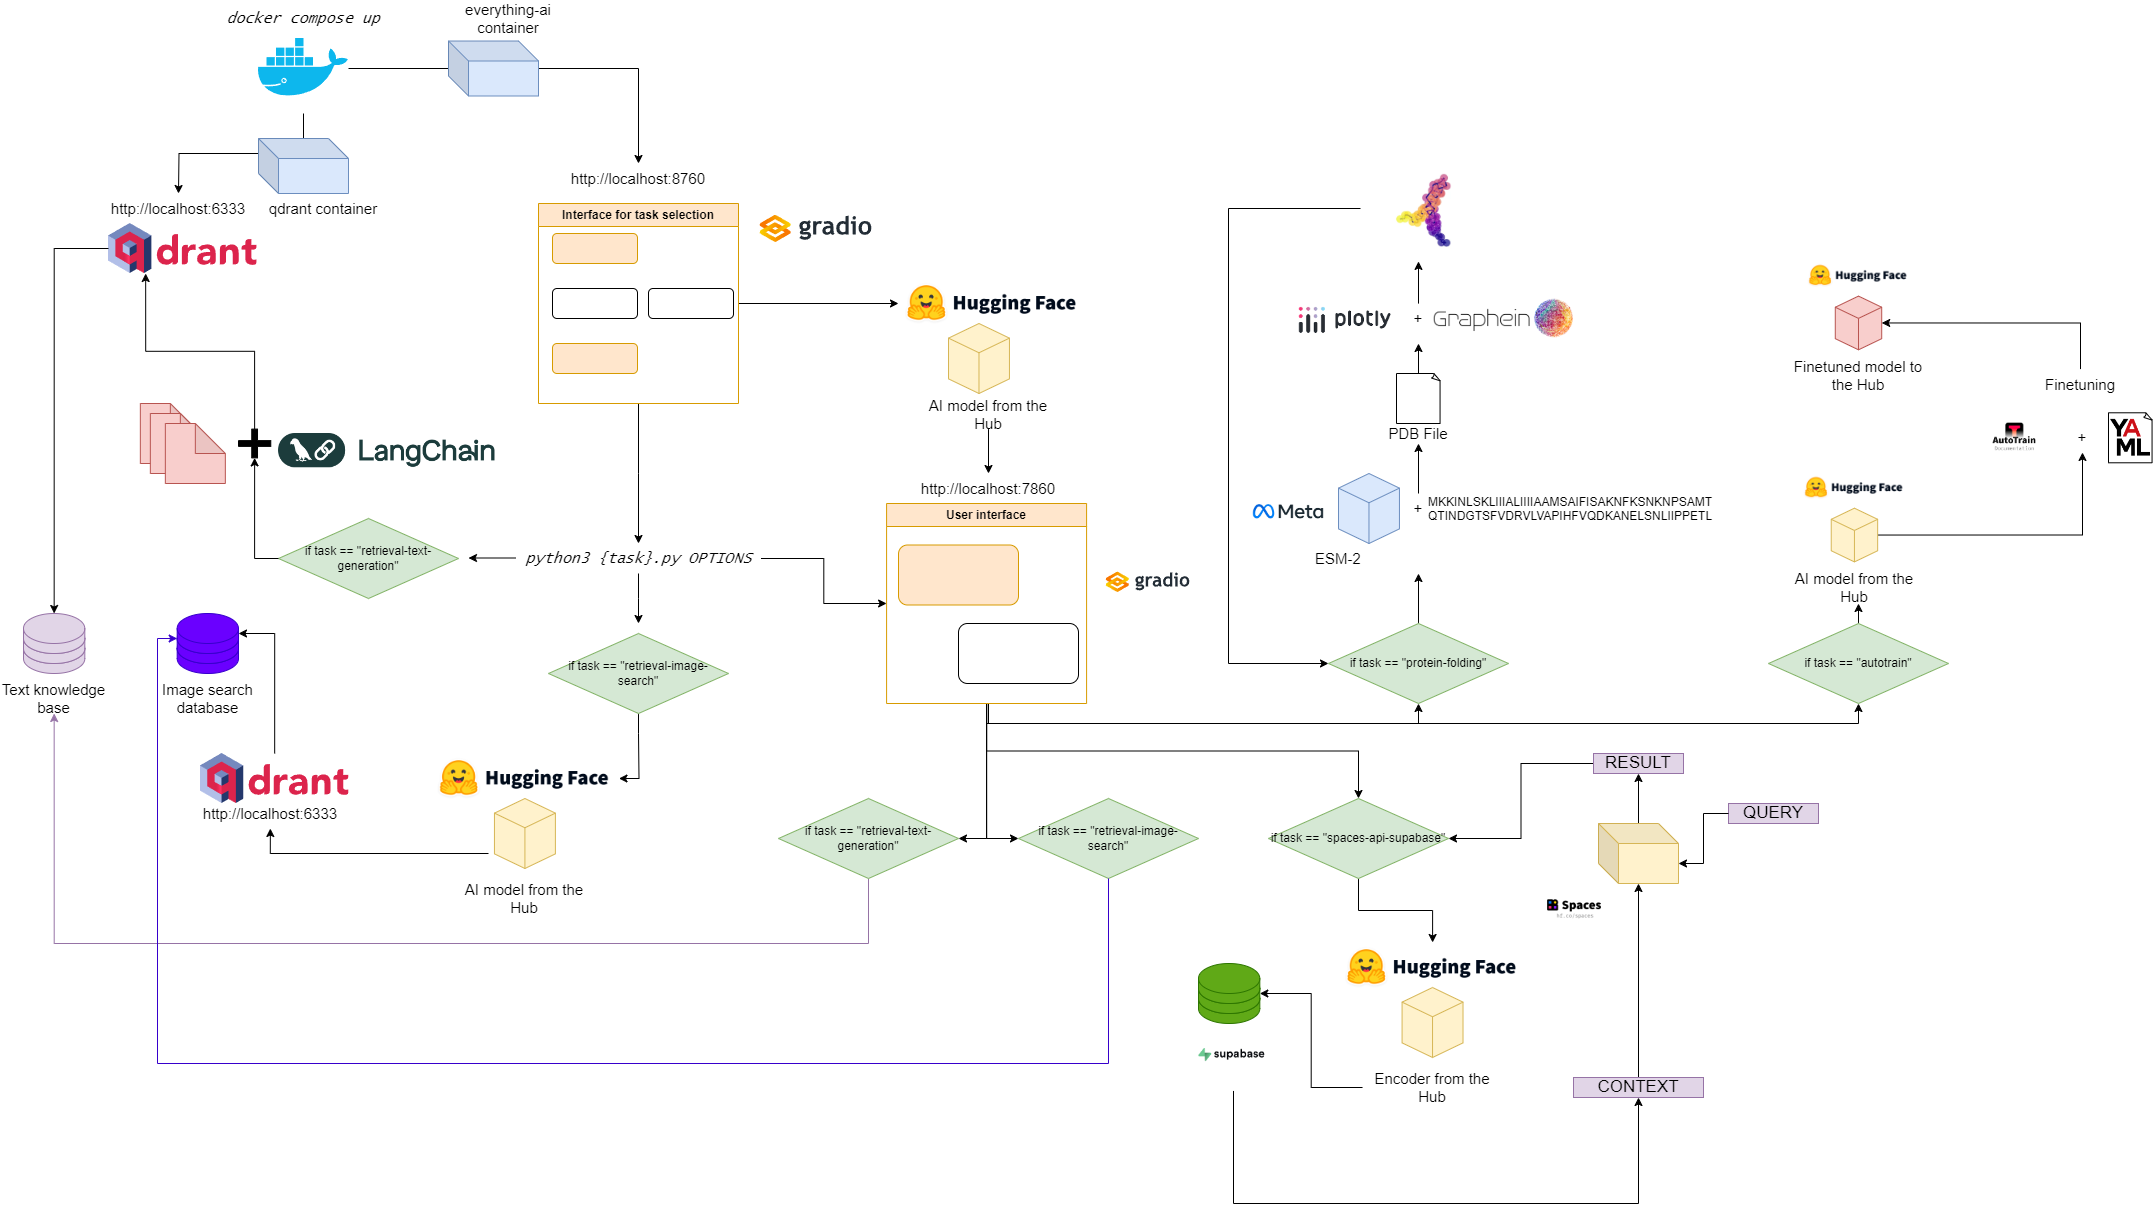 docker compose up
everything-ai
container
http://localhost:6333
qdrant container
qdrant
http://localhost:8760
Interface for task selection
gradio
Hugging Face
AI model from the
Hub
http://localhost:7860
User interface
gradio
LangChain
if task == "retrieval-text-
generation"
python3 {task}.py OPTIONS
if task == "retrieval-image-
search"
Text knowledge
base
Image search
database
qdrant
http://localhost:6333
Hugging Face
AI model from the
Hub
if task == "retrieval-text-
generation"
if task == "retrieval-image-
search"
plotly
+
Graphein
PDB File
Meta
ESM-2
+
MKKINLSKLIIIALIIIIAAMSAIFISAKNFKSNKNPSAMT
QTINDGTSFVDRVLVAPIHFVQDKANELSNLIIPPETL
if task == "protein-folding"
Hugging Face
Finetuned model to
the Hub
Finetuning
AutoTrain
Documentation
+
YAML
Hugging Face
AI model from the
Hub
if task == "autotrain"
if task == "spaces-api-supabase"
RESULT
QUERY
Spaces
hf.co/spaces
Hugging Face
Encoder from the
Hub
supabase
CONTEXT